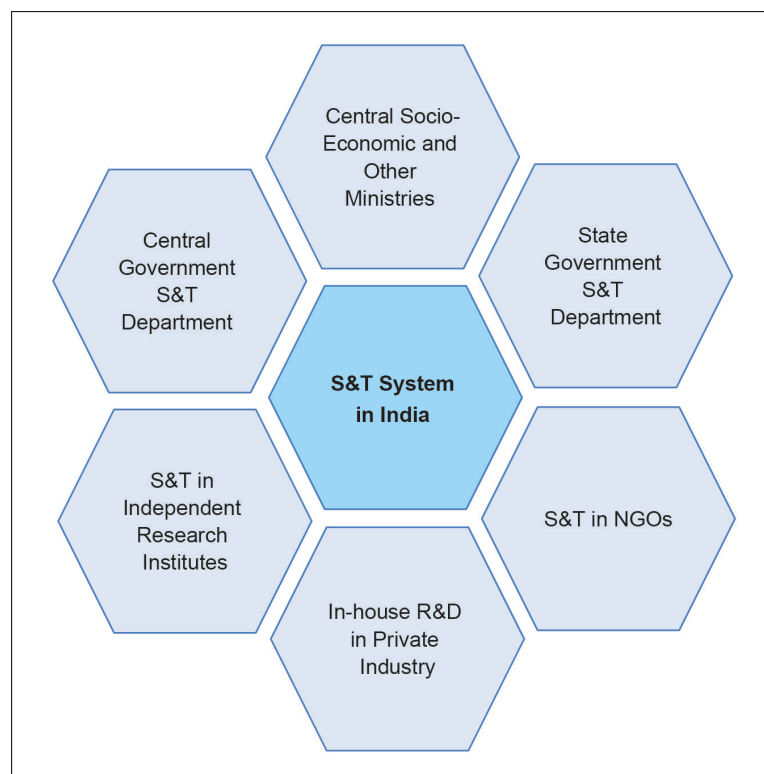 Central Socio-
Economic and
Other
Ministries
Central
Government
S&T
Department
State
Government
S&T
Department
S&T System
in India
S&T in
Independent
Research
Institutes
S&T in NGOs
In-house R&D
in Private
Industry